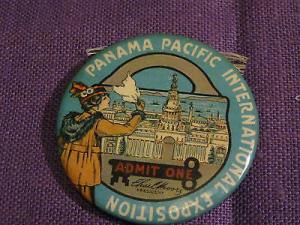 PANAMA PACIFIC INTERNATIONAL EXPOSITION
ADMIT ONE
PRESIDENT